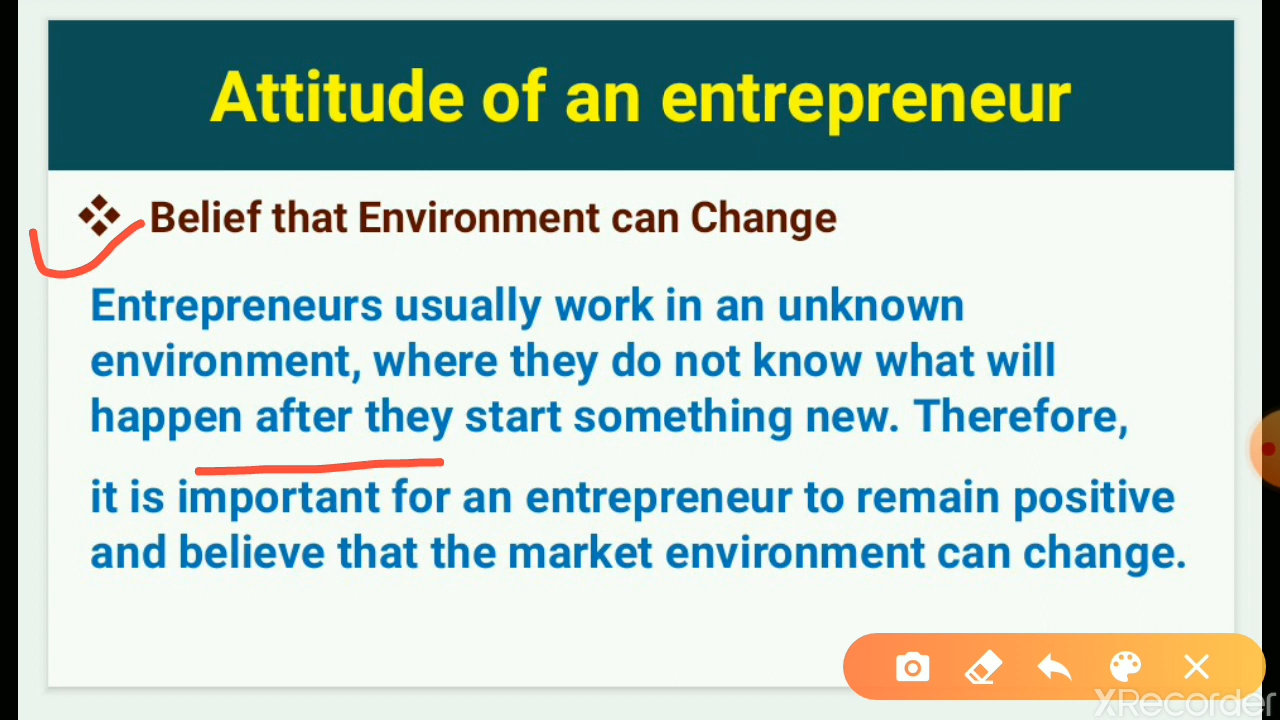 Attitude of an entrepreneur
Belief that Environment can Change
Entrepreneurs usually work in an unknown
environment, where they do not know what will
happen after they start something new. Therefore,
it is important for an entrepreneur to remain positive
and believe that the market environment can change.
XRecorder